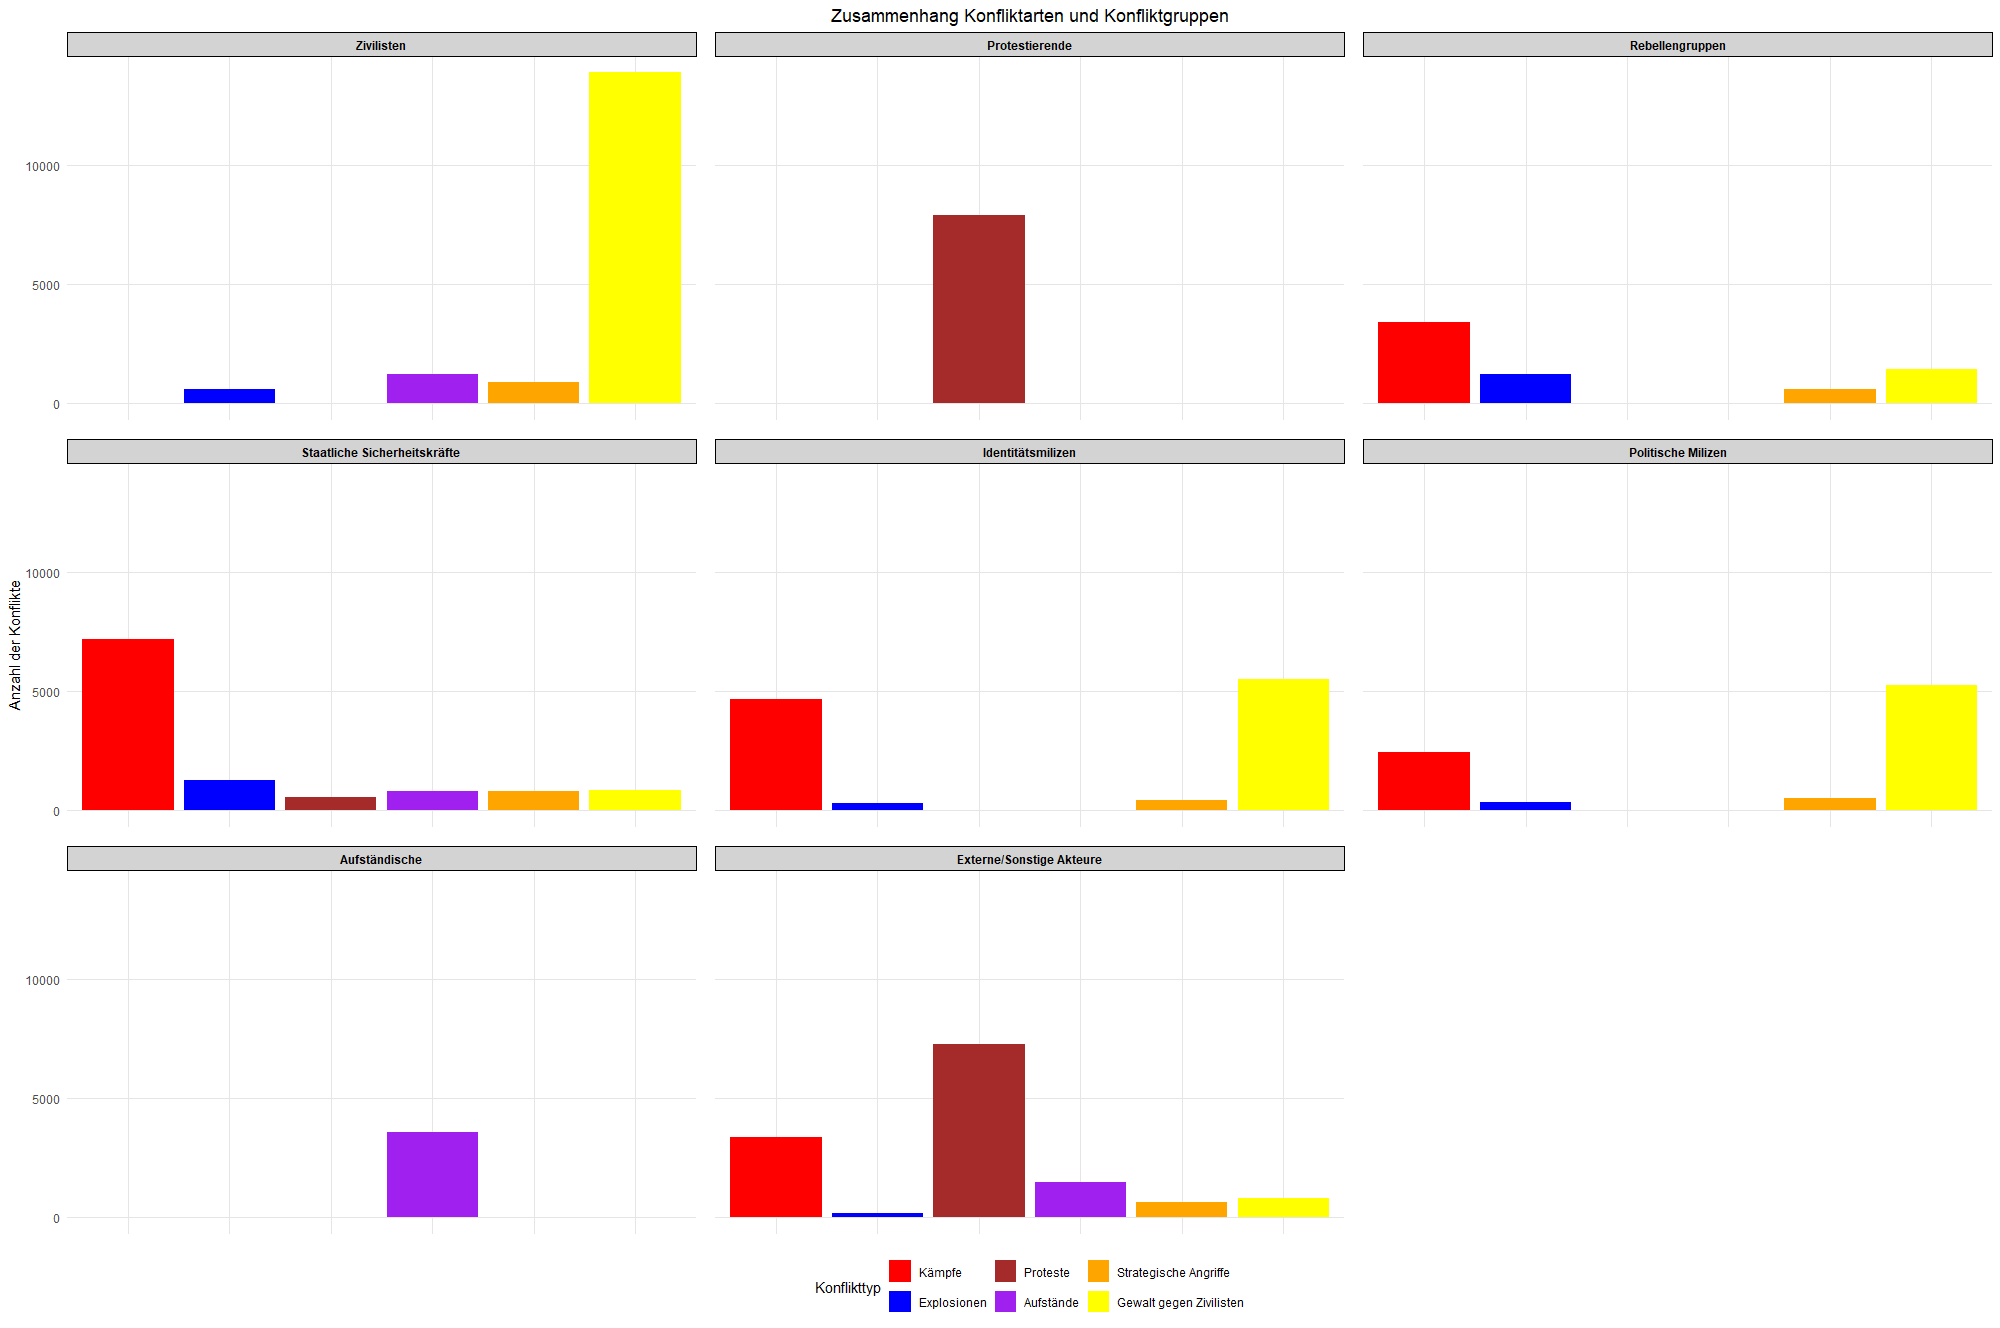 Zusammenhang Konfliktarten und Konfliktgruppen
Zivilisten
Protestierende
Rebellengruppen
10000
5000
0
Staatliche Sicherheitskräfte
Identitätsmilizen
Politische Milizen
Anzahl der Konflikte
10000
5000
0
Aufständische
Externe/Sonstige Akteure
10000
5000
0
Konflikttyp
Kämpfe
Proteste
Strategische Angriffe
Explosionen
Aufstände
Gewalt gegen Zivilisten